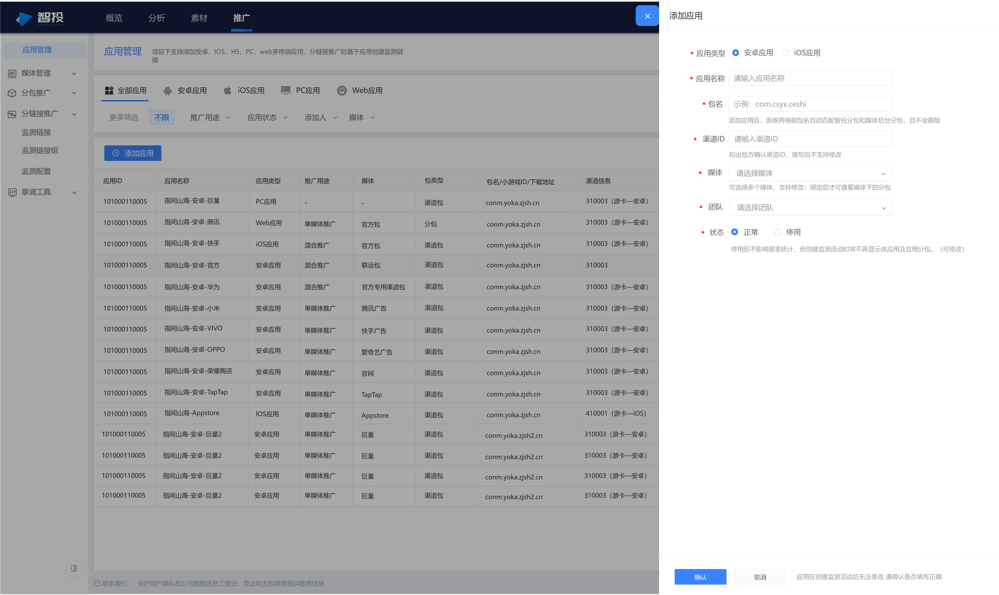 智投
概览
分析
素材
推广
添加应用
应用管理
媒体管理
分包推广
分链接推广
监测链接
监测链接组
监测配置
联调工具
应用管理
项目下支持添加安卓、IOS、H5、PC、web多终端应用，分链接推广时基于应用创建监测链
接
全部应用 安卓应用 iOS应用 PC应用 Web应用
更多筛选 不限 推广用途 应用状态 添加人 媒体
添加应用
应用ID 应用名称 应用类型 推广用途 媒体 包类型 包名/小游戏ID/下载地址 渠道信息
101000110005 指间山海-安卓-巨量 PC应用 - - 渠道包 conm.yoka.zjsh.cn 310003（游卡—安卓）
101000110005 指间山海-安卓-腾讯 Web应用 单媒体推广 官方包 分包 conm.yoka.zjsh.cn 310003（游卡—安卓）
101000110005 指间山海-安卓-快手 iOS应用 混合推广 官方包 渠道包 conm.yoka.zjsh.cn 310003（游卡—安卓）
101000110005 指间山海-安卓-官方 安卓应用 混合推广 联运包 渠道包 conm.yoka.zjsh.cn 310003
101000110005 指间山海-安卓-华为 安卓应用 混合推广 官方专用渠道包 渠道包 conm.yoka.zjsh.cn 310003（游卡—安卓）
101000110005 指间山海-安卓-小米 安卓应用 单媒体推广 腾讯广告 渠道包 conm.yoka.zjsh.cn 310003（游卡—安卓）
101000110005 指间山海-安卓-VIVO 安卓应用 单媒体推广 快手广告 渠道包 conm.yoka.zjsh.cn 310003（游卡—安卓）
101000110005 指间山海-安卓-OPPO 安卓应用 单媒体推广 爱奇艺广告 渠道包 conm.yoka.zjsh.cn 310003（游卡—安卓）
101000110005 指间山海-安卓-荣耀商店 安卓应用 单媒体推广 官网 渠道包 conm.yoka.zjsh.cn 310003（游卡—安卓）
101000110005 指间山海-安卓-TapTap 安卓应用 单媒体推广 TapTap 渠道包 conm.yoka.zjsh.cn 310003（游卡—安卓）
101000110005 指间山海-Appstore IOS应用 单媒体推广 Appstore 渠道包 conm.yoka.zjsh.cn 410001（游卡—iOS）
101000110005 指间山海-安卓-巨量2 安卓应用 单媒体推广 巨量 渠道包 conm.yoka.zjsh2.cn 310003（游卡—安卓）
101000110005 指间山海-安卓-巨量2 安卓应用 单媒体推广 巨量 渠道包 conm.yoka.zjsh2.cn 310003（游卡—安卓）
101000110005 指间山海-安卓-巨量2 安卓应用 单媒体推广 巨量 渠道包 conm.yoka.zjsh2.cn 310003（游卡—安卓）
101000110005 指间山海-安卓-巨量2 安卓应用 单媒体推广 巨量 渠道包 conm.yoka.zjsh2.cn 310003（游卡—安卓）
联系我们 保护用户隐私和公司数据是员工责任，禁止向无权限者提供敏感信息
应用类型 安卓应用 iOS应用
应用名称 请输入应用名称
包名 示例：com.csyx.ceshi
添加应用后，系统将根据包名自动匹配智投分包和媒体后台分包，且不会删除
渠道ID 请输入渠道ID
和出包方确认渠道ID，填写后不支持修改
媒体 请选择媒体
可选择多个媒体，支持修改；绑定后才可查看媒体下的分包
团队 请选择团队
状态 正常 停用
停用后不影响报表统计，但创建监测活动时将不再显示该应用及应用分包。（可修改）
确认 取消 应用在创建监测活动后无法修改 请确认是否填写正确